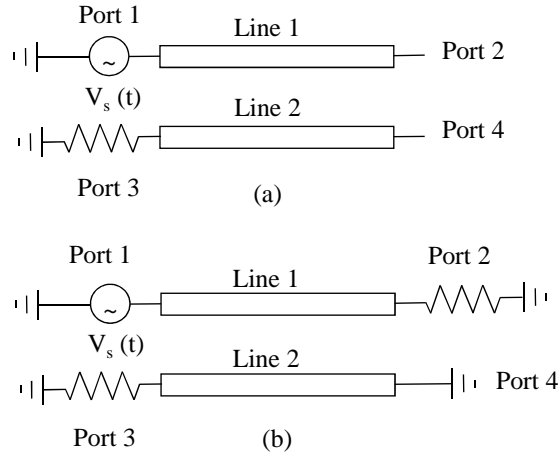 Port 1
Line 1
Port 2
~
V_s (t)
Line 2
Port 4
Port 3
(a)
Port 1
Port 2
Line 1
~
V_s (t)
Line 2
Port 4
Port 3
(b)